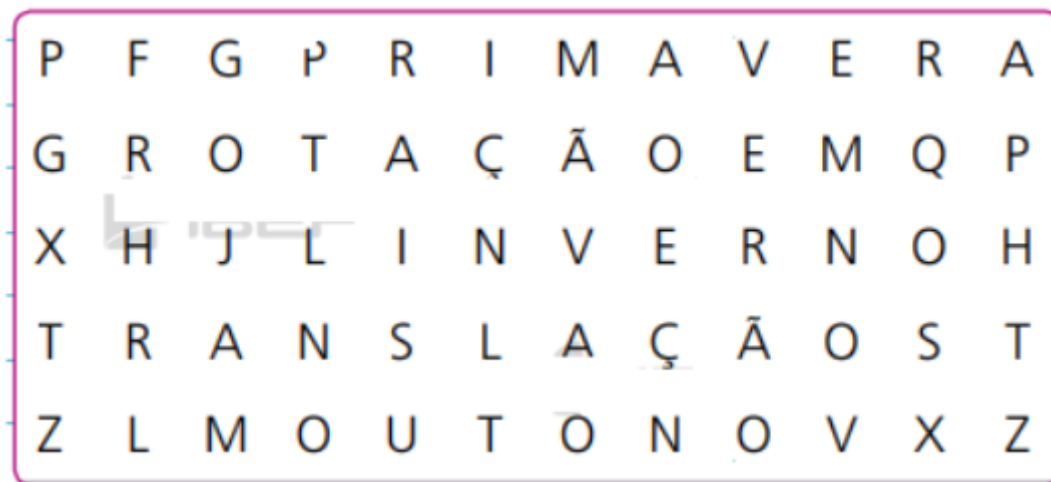 P F G P R I M A V E R A
G R O T A Ç Ã O E M Q P
X H J L I N V E R N O H
T R A N S L A Ç Ã O S T
Z L M O U T O N O V X Z